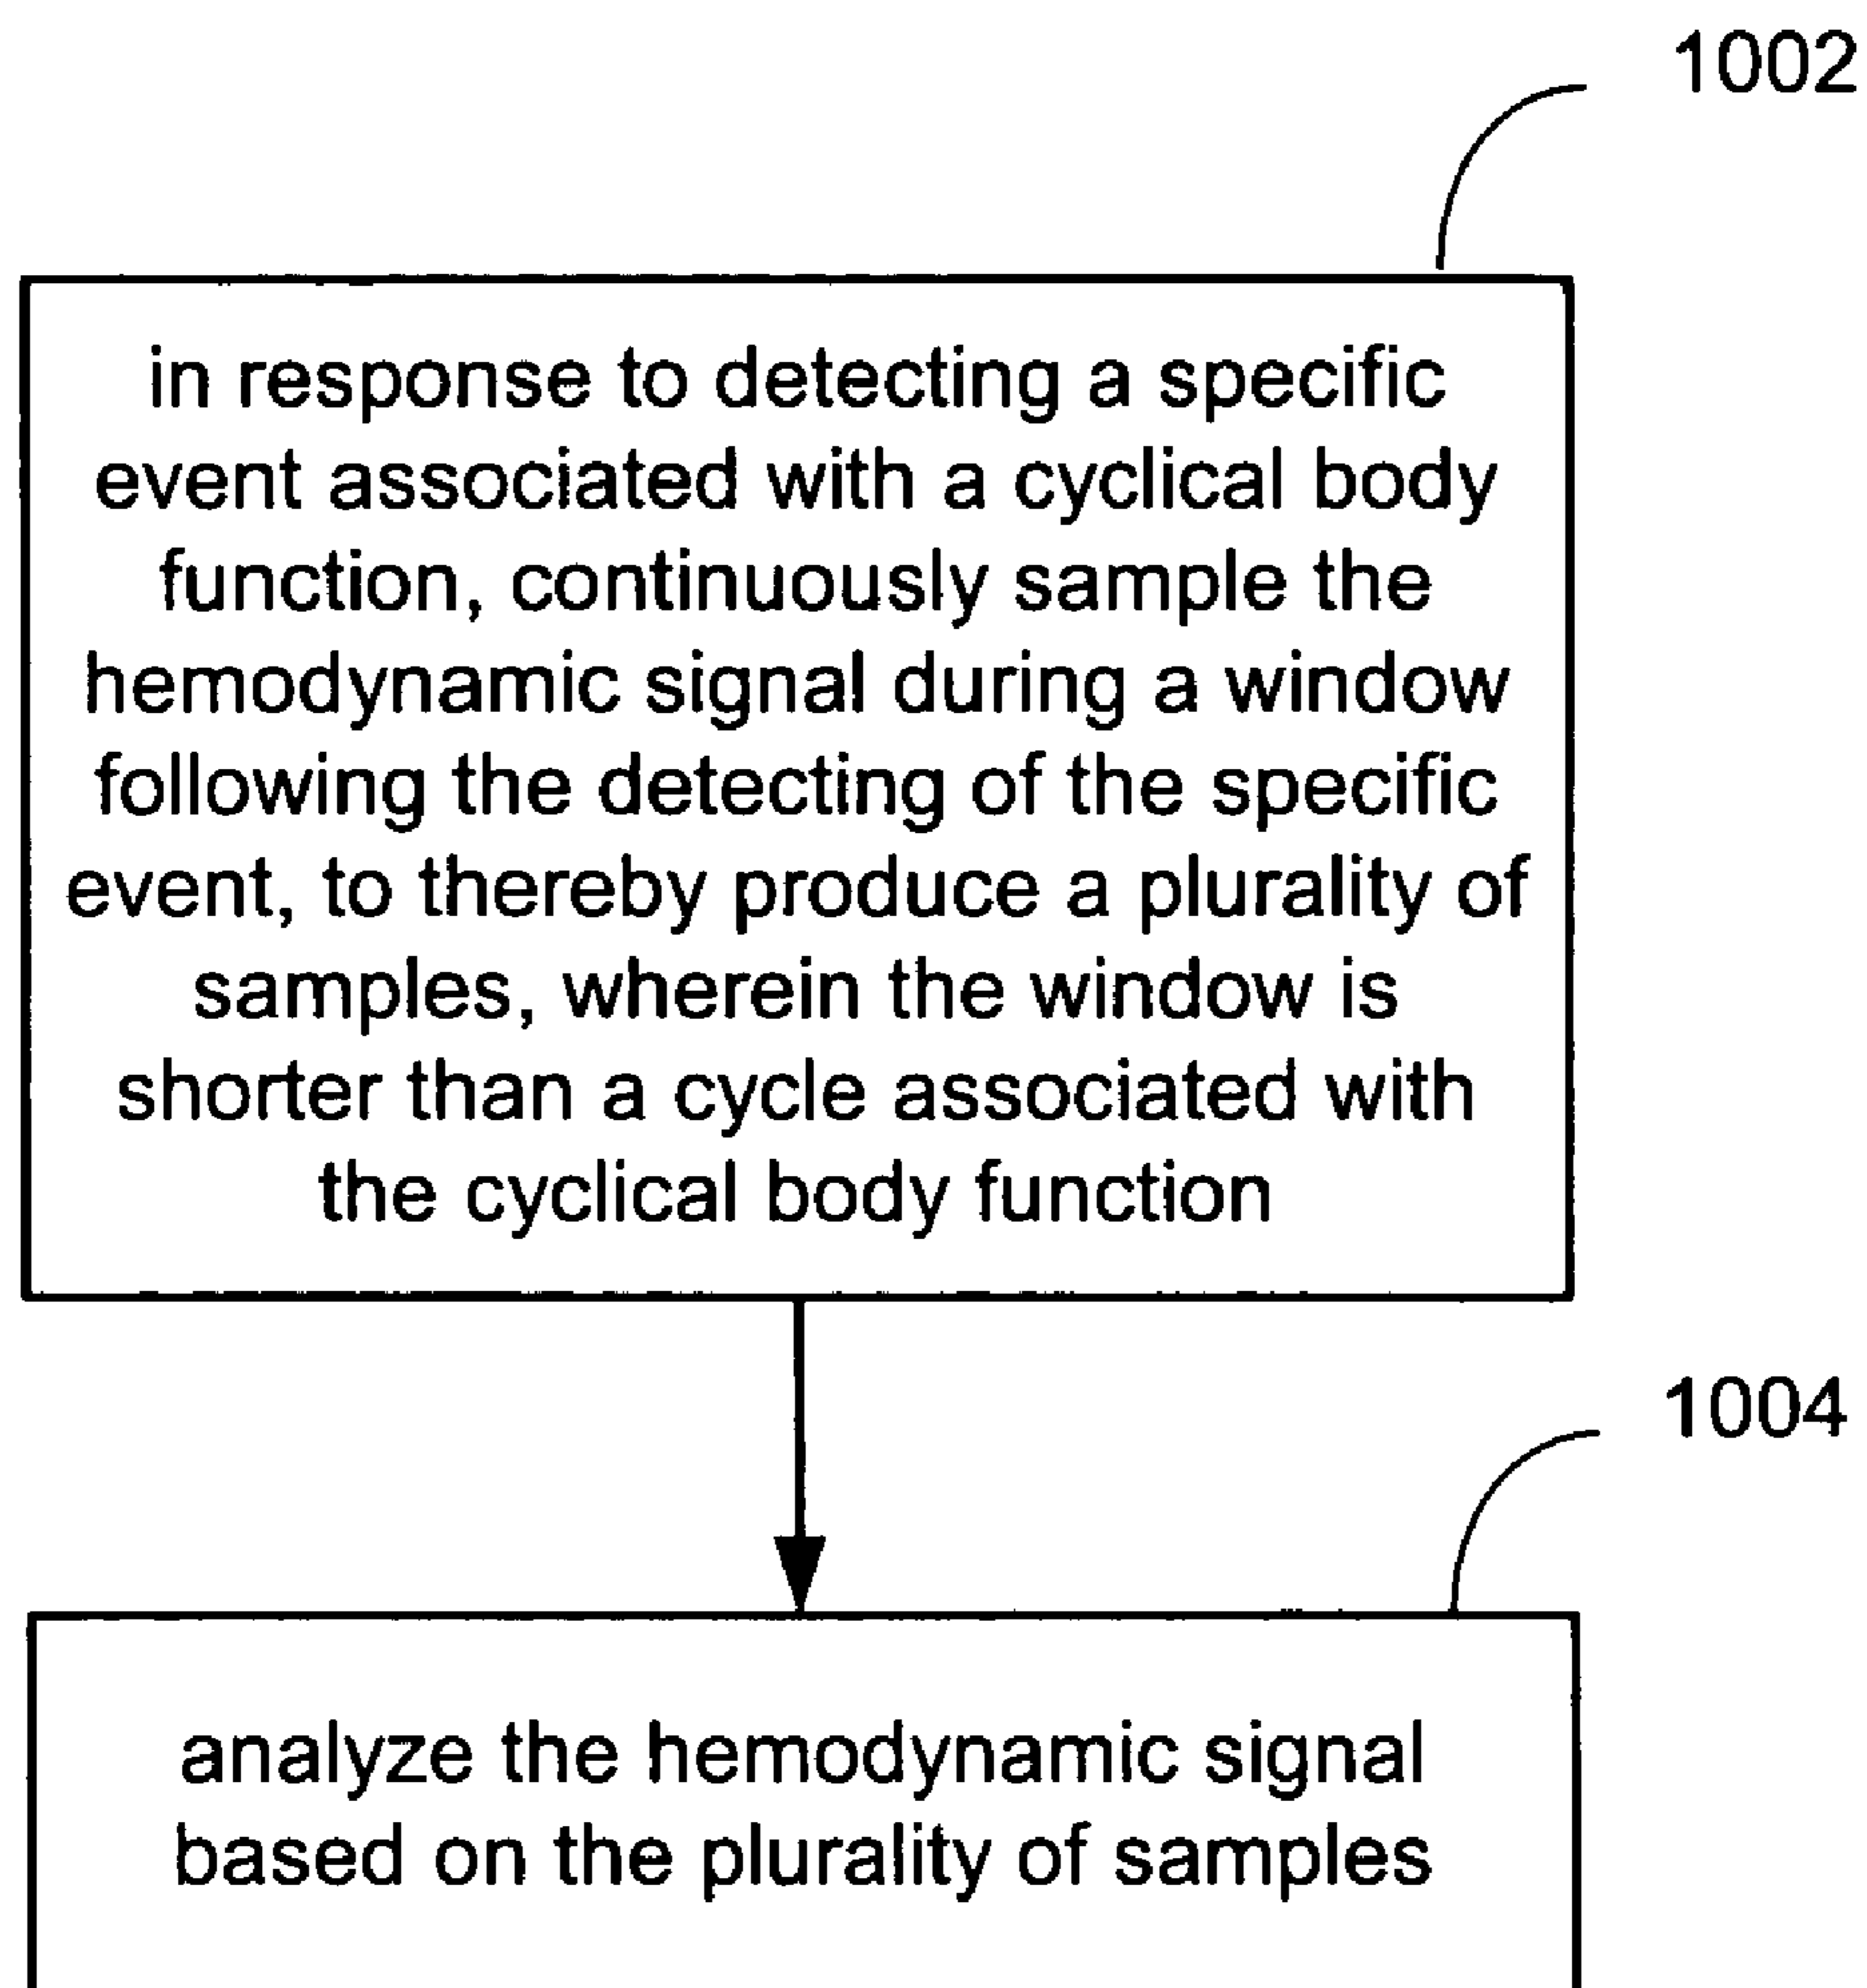 1002
in response to detecting a specific
event associated with a cyclical body
function, continuously sample the
hemodynamic signal during a window
following the detecting of the specific
event, to thereby produce a plurality of
samples, wherein the window is
shorter than a cycle associated with
the cyclical body function
1004
analyze the hemodynamic signal
based on the plurality of samples